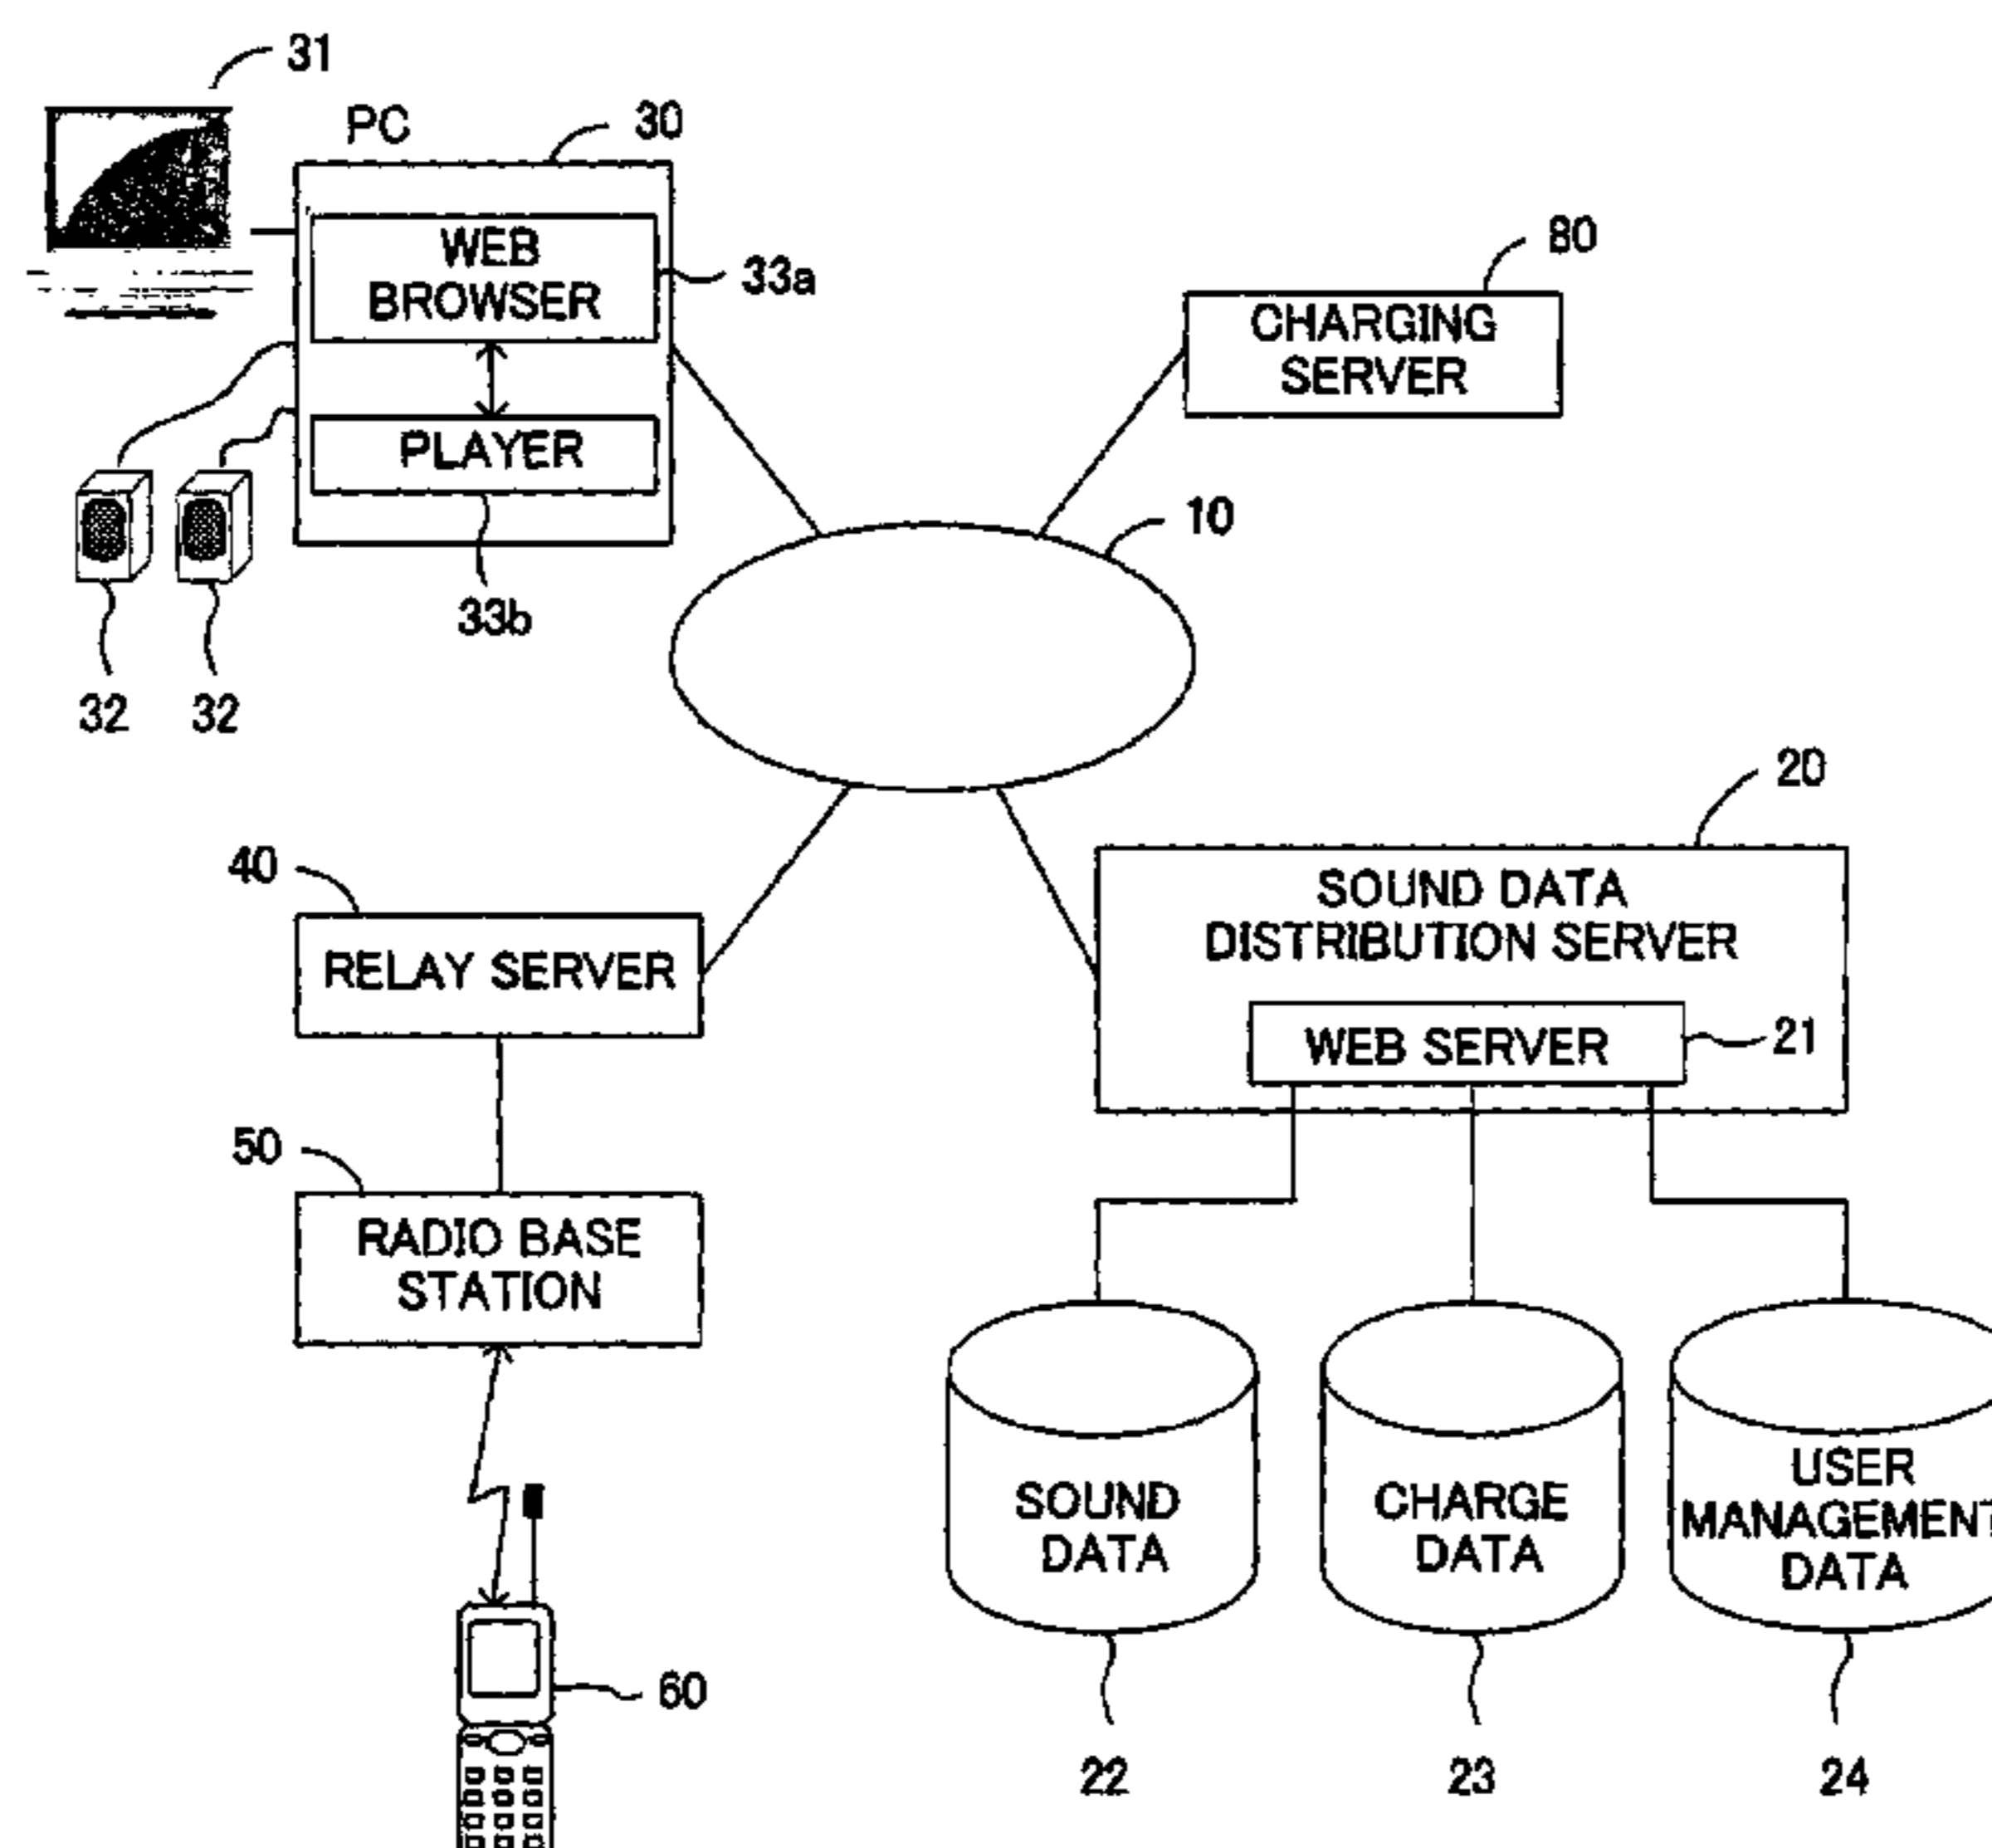 31
PC
30
WEB
BROWSER
33a
PLAYER
33b
32
32
80
CHARGING
SERVER
10
20
SOUND DATA
DISTRIBUTION SERVER
WEB SERVER
21
40
RELAY SERVER
50
RADIO BASE
STATION
60
SOUND
DATA
CHARGE
DATA
USER
MANAGEMENT
DATA
22
23
24